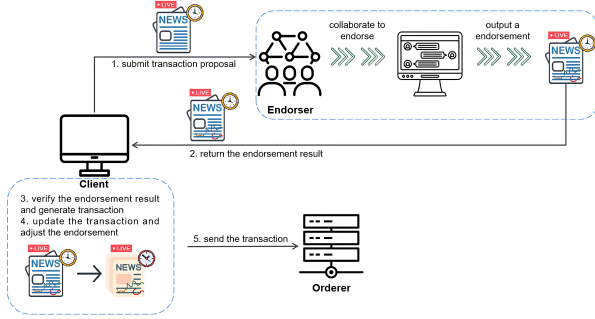 LIVE
NEWS
1. submit transaction proposal
collaborate to
endorse
output a
endorsement
LIVE
NEWS
Endorser
LIVE
NEWS
2. return the endorsement result
Client
3. verify the endorsement result
and generate transaction
4. update the transaction and
adjust the endorsement
LIVE
NEWS
LIVE
NEWS
5. send the transaction
Orderer